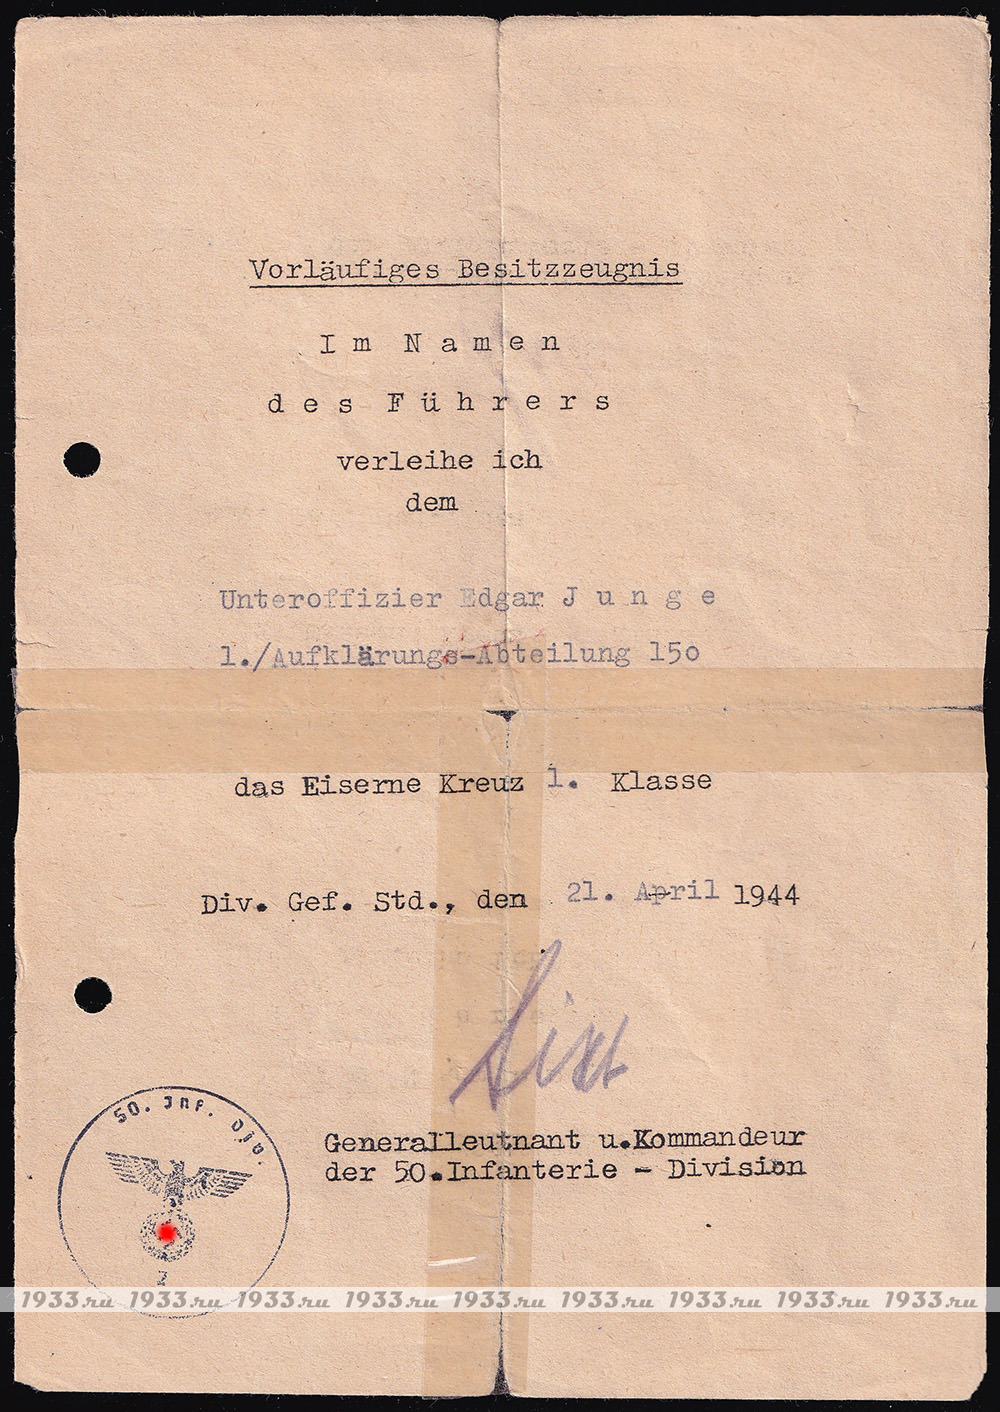 Vorläufiges Besitzzeugnis
Im Namen
des Führers
verleihe ich
dem
Unteroffizier Edgar Junge
1./Aufklärungs-Abteilung 150
das Eiserne Kreuz 1. Klasse
Div. Gef. Std., den 21. April 1944
Sixt
Generalleutnant u.Kommandeur
der 50.Infanterie - Division
50. Inf. Div.
1933.ru 1933.ru 1933.ru 1933.ru 1933.ru 1933.ru 1933.ru 1933.ru 1933.ru